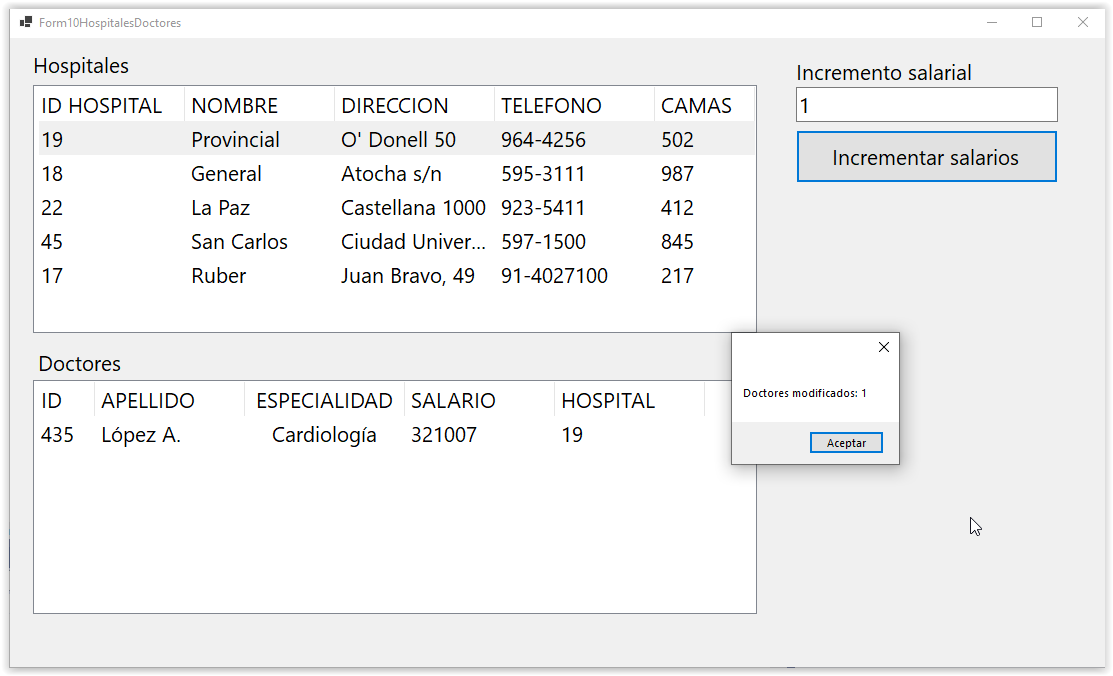 Form10HospitalesDoctores
Hospitales
ID HOSPITAL NOMBRE DIRECCION TELEFONO CAMAS
19 Provincial O' Donell 50 964-4256 502
18 General Atocha s/n 595-3111 987
22 La Paz Castellana 1000 923-5411 412
45 San Carlos Ciudad Univer... 597-1500 845
17 Ruber Juan Bravo, 49 91-4027100 217
Incremento salarial
1
Incrementar salarios
Doctores
ID APELLIDO ESPECIALIDAD SALARIO HOSPITAL
435 López A. Cardiología 321007 19
Doctores modificados: 1
Aceptar